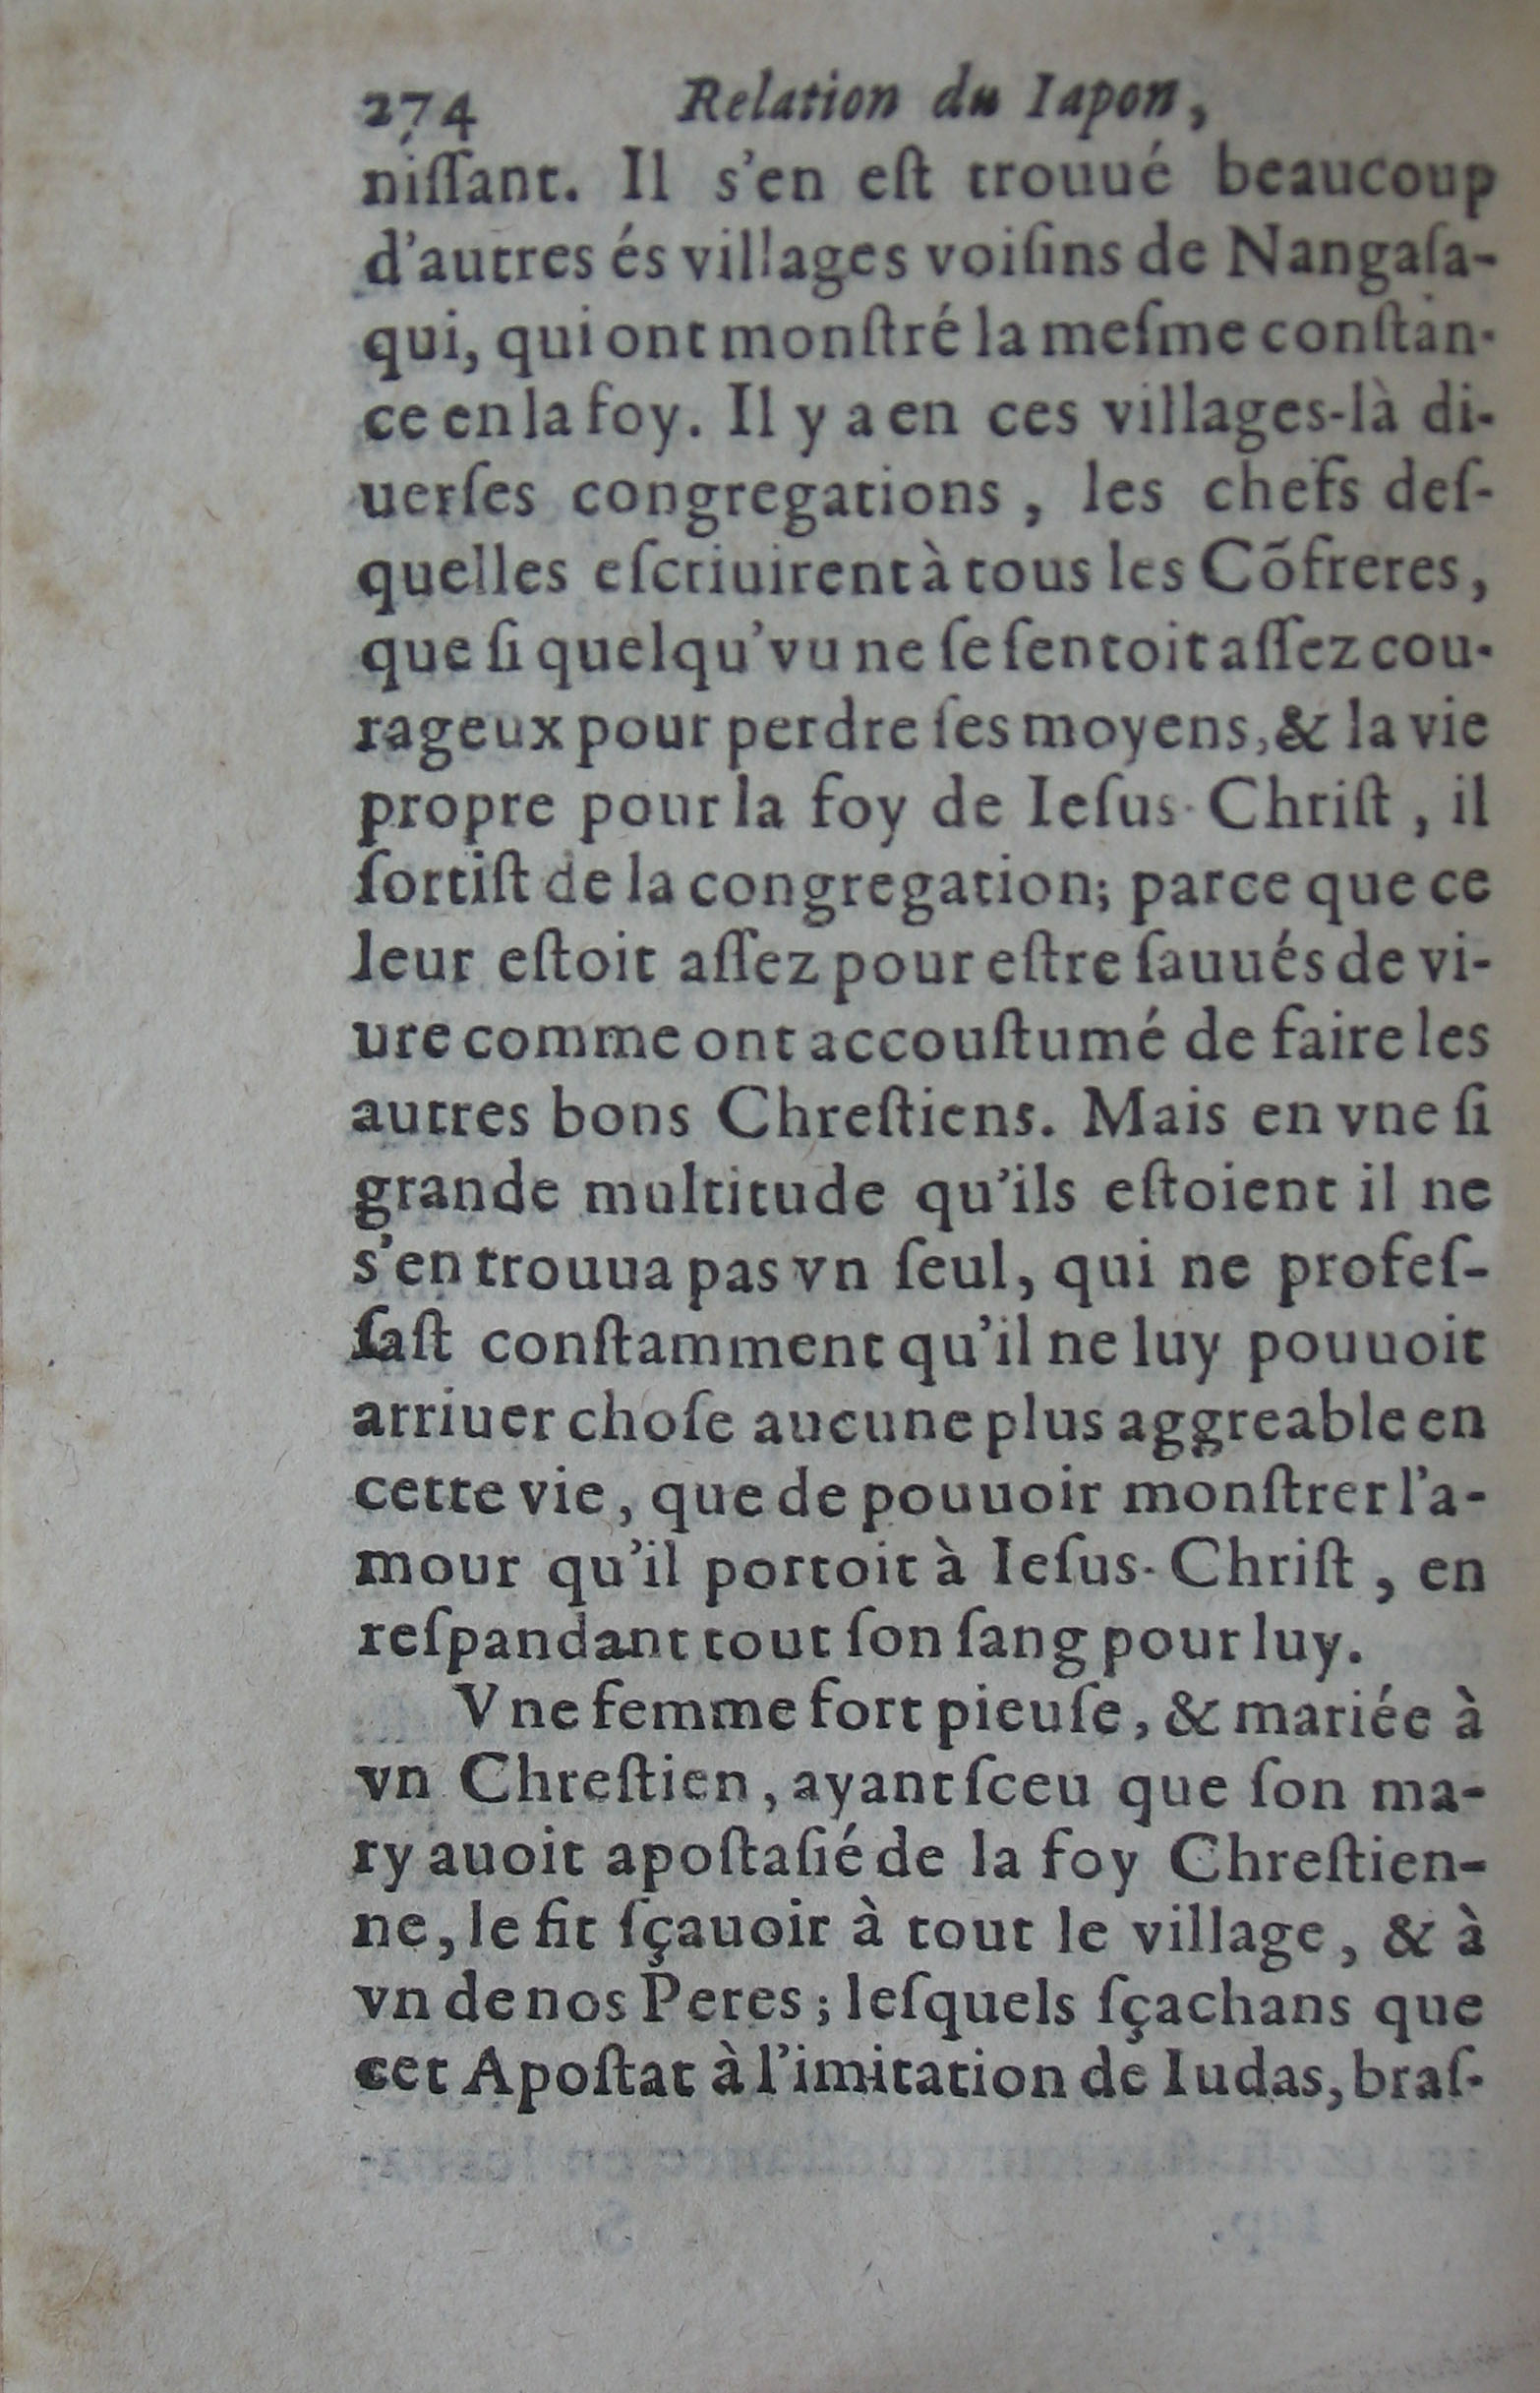 274 Relation du Iapon,
niſſant. Il s'en eſt trouué beaucoup
d'autres és villages voiſins de Nangaſa-
qui, qui ont monſtré la meſme conſtan-
ce en la foy. Il y a en ces villages-là di-
uerſes congregations, les chefs deſ-
quelles eſcriuirent à tous les Cõfreres,
que ſi quelqu'vu ne ſe ſentoit aſſez cou-
rageux pour perdre ſes moyens, & la vie
propre pour la foy de Ieſus-Chriſt, il
ſortiſt de la congregation; parce que ce
leur eſtoit aſſez pour eſtre ſauués de vi-
ure comme ont accouſtumé de faire les
autres bons Chreſtiens. Mais en vne ſi
grande multitude qu'ils eſtoient il ne
s'en trouua pas vn ſeul, qui ne profeſ-
ſaſt conſtamment qu'il ne luy pouuoit
arriuer choſe aucune plus aggreable en
cette vie, que de pouuoir monſtrer l'a-
mour qu'il portoit à Ieſus-Chriſt, en
reſpandant tout ſon ſang pour luy.
Vne femme fort pieuſe, & mariée à
vn Chreſtien, ayant ſceu que ſon ma-
ry auoit apoſtaſié de la foy Chreſtien-
ne, le fit ſçauoir à tout le village, & à
vn de nos Peres; leſquels ſçachans que
cet Apoſtat à l'imitation de Iudas, braſ-